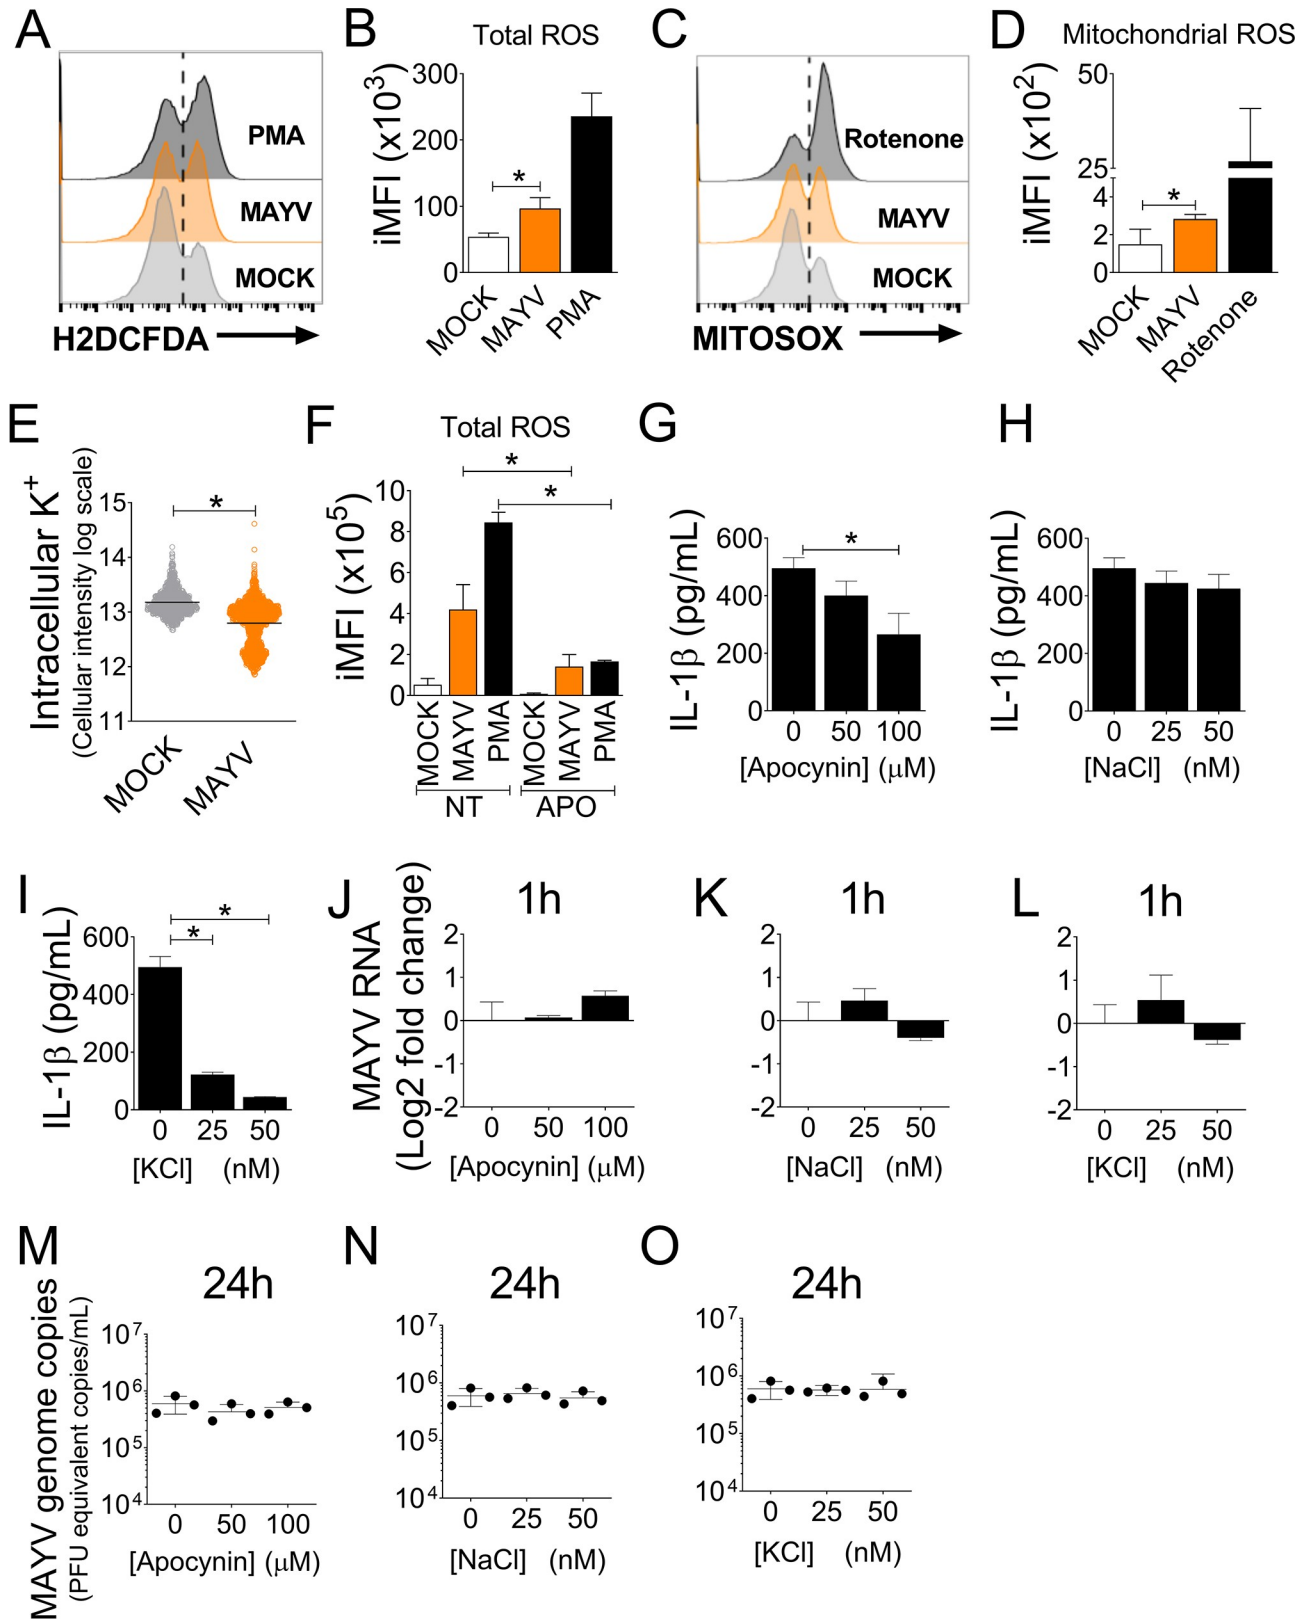 A
PMA
MAYV
MOCK
H2DCFDA
B
Total ROS
iMFI (x10³)
300
200
100
0
*
MOCK
MAYV
PMA
C
Rotenone
MAYV
MOCK
MITOSOX
D
Mitochondrial ROS
iMFI (x10²)
50
25
4
2
0
*
MOCK
MAYV
Rotenone
E
Intracellular K⁺
(Cellular intensity log scale)
15
14
13
12
11
*
MOCK
MAYV
F
Total ROS
iMFI (x10⁵)
10
8
6
4
2
0
*
*
MOCK
MAYV
PMA
MOCK
MAYV
PMA
NT
APO
G
IL-1β (pg/mL)
600
400
200
0
*
0 50 100
[Apocynin] (μM)
H
IL-1β (pg/mL)
600
400
200
0
0 25 50
[NaCl] (nM)
I
IL-1β (pg/mL)
600
400
200
0
*
*
0 25 50
[KCl] (nM)
J
1h
MAYV RNA
(Log2 fold change)
2
1
0
-1
-2
0 50 100
[Apocynin] (μM)
K
1h
2
1
0
-1
-2
0 25 50
[NaCl] (nM)
L
1h
2
1
0
-1
-2
0 25 50
[KCl] (nM)
M
24h
MAYV genome copies
(PFU equivalent copies/mL)
10⁷
10⁶
10⁵
10⁴
0 50 100
[Apocynin] (μM)
N
24h
10⁷
10⁶
10⁵
10⁴
0 25 50
[NaCl] (nM)
O
24h
10⁷
10⁶
10⁵
10⁴
0 25 50
[KCl] (nM)